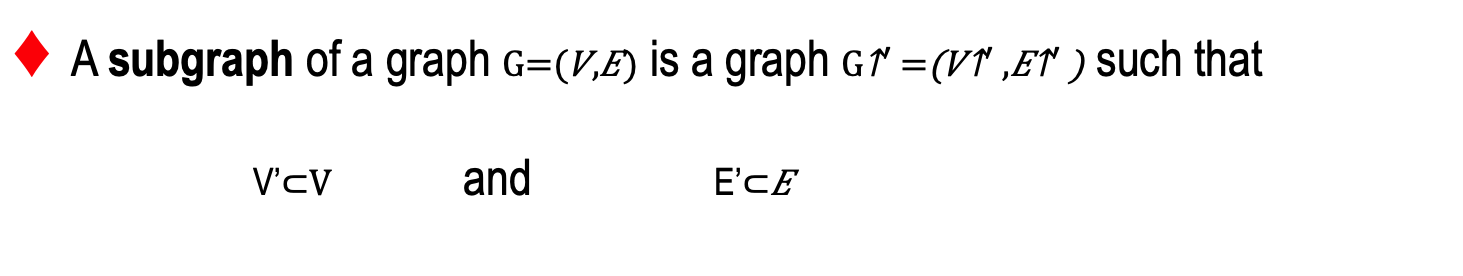 ♦ A subgraph of a graph G=(V,E) is a graph G↑′ =(V↑′ ,E↑′ ) such that
V’⊂V and E’⊂E